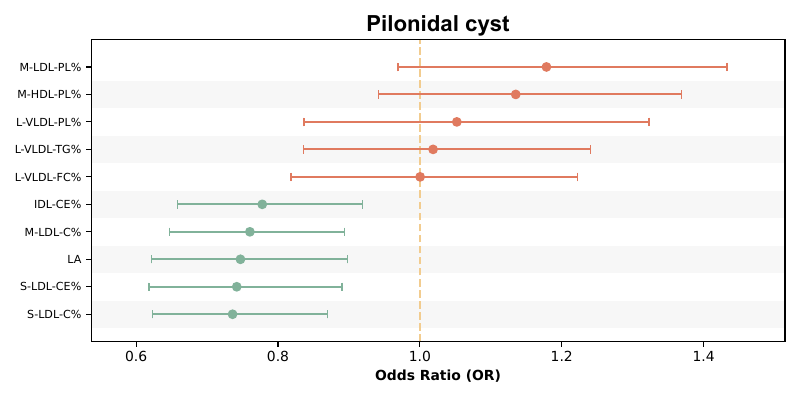 Pilonidal cyst
M-LDL-PL%
M-HDL-PL%
L-VLDL-PL%
L-VLDL-TG%
L-VLDL-FC%
IDL-CE%
M-LDL-C%
LA
S-LDL-CE%
S-LDL-C%
0.6 0.8 1.0 1.2 1.4
Odds Ratio (OR)